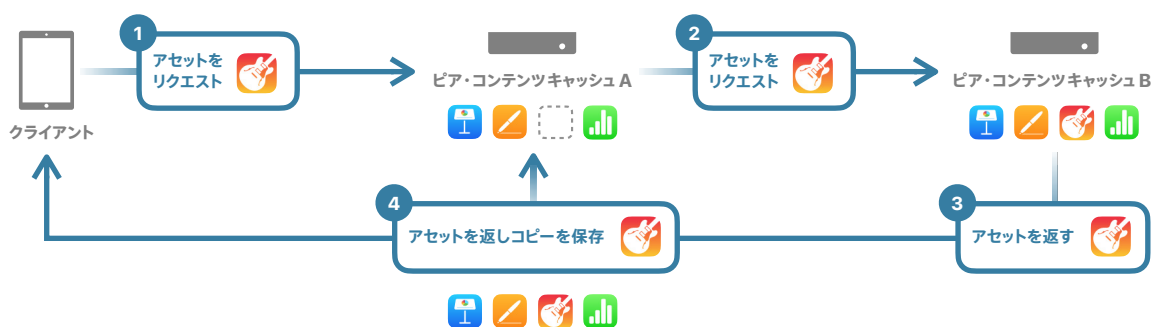 1
アセットを
リクエスト
クライアント
ピア・コンテンツキャッシュ A
2
アセットを
リクエスト
ピア・コンテンツキャッシュ B
3
アセットを返す
4
アセットを返しコピーを保存